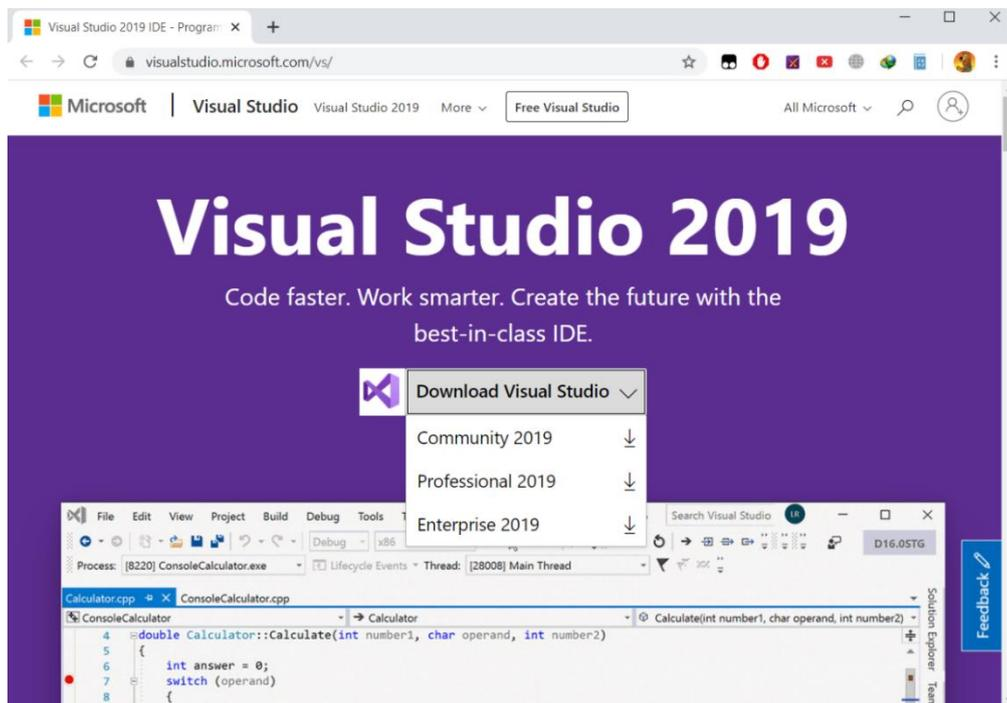 Visual Studio 2019 IDE - Program
visualstudio.microsoft.com/vs/
Microsoft | Visual Studio Visual Studio 2019 More Free Visual Studio All Microsoft
Visual Studio 2019
Code faster. Work smarter. Create the future with the
best-in-class IDE.
Download Visual Studio
Community 2019
Professional 2019
Enterprise 2019
File Edit View Project Build Debug Tools Search Visual Studio LR
Debug x86 D16.0STG
Process: [8220] ConsoleCalculator.exe Lifecycle Events Thread: [28008] Main Thread
Calculator.cpp ConsoleCalculator.cpp
ConsoleCalculator Calculator Calculate(int number1, char operand, int number2)
4 double Calculator::Calculate(int number1, char operand, int number2)
5 {
6 int answer = 0;
7 switch (operand)
8 {
Solution Explorer
Feedback